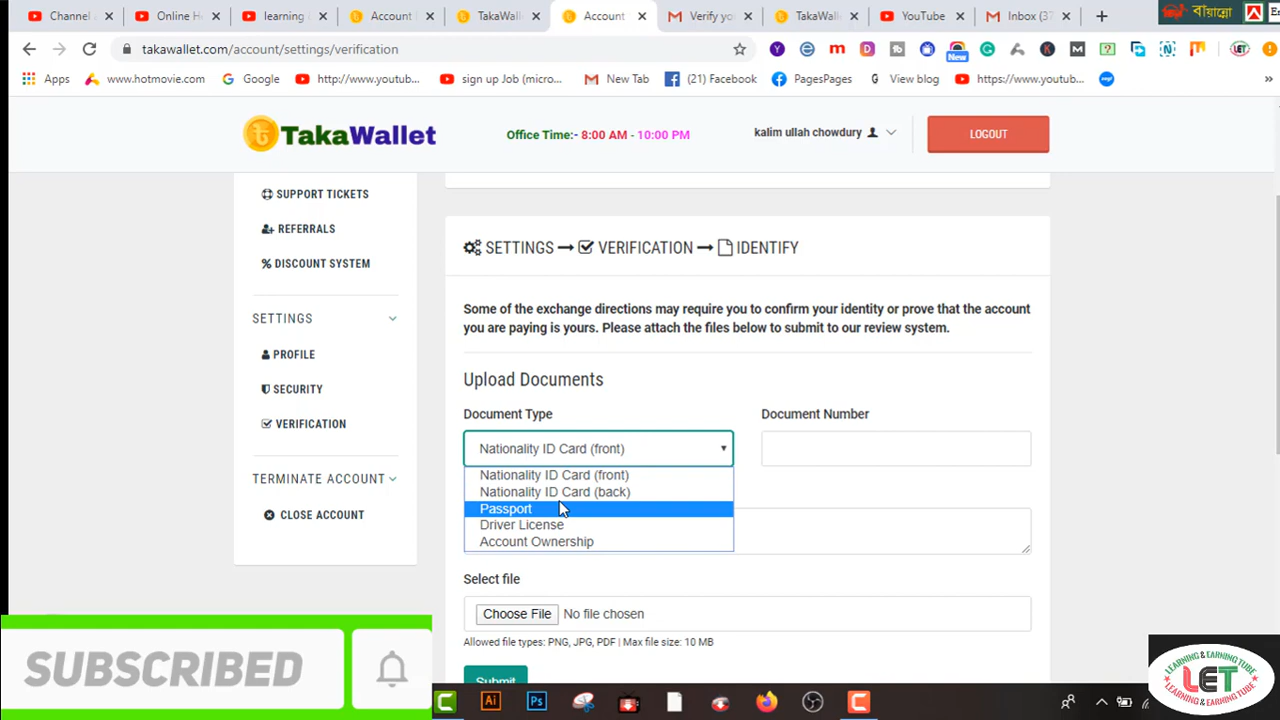 Channel
Online H
learning
Account
TakaWall
Account
Verify yo
TakaWall
YouTube
Inbox (37
বাঁয়ান্নো
takawallet.com/account/settings/verification
New
Apps
www.hotmovie.com
Google
http://www.youtub...
sign up Job (micro...
New Tab
(21) Facebook
PagesPages
View blog
https://www.youtub...
TakaWallet
Office Time:- 8:00 AM - 10:00 PM
kalim ullah chowdury
LOGOUT
SUPPORT TICKETS
REFERRALS
DISCOUNT SYSTEM
SETTINGS
PROFILE
SECURITY
VERIFICATION
TERMINATE ACCOUNT
CLOSE ACCOUNT
SETTINGS → VERIFICATION → IDENTIFY
Some of the exchange directions may require you to confirm your identity or prove that the account
you are paying is yours. Please attach the files below to submit to our review system.
Upload Documents
Document Type
Document Number
Nationality ID Card (front)
Nationality ID Card (front)
Nationality ID Card (back)
Passport
Driver License
Account Ownership
Select file
Choose File No file chosen
Allowed file types: PNG, JPG, PDF | Max file size: 10 MB
Submit
SUBSCRIBED
LEARNING & EARNING TUBE
LET
LEARNING & EARNING TUBE